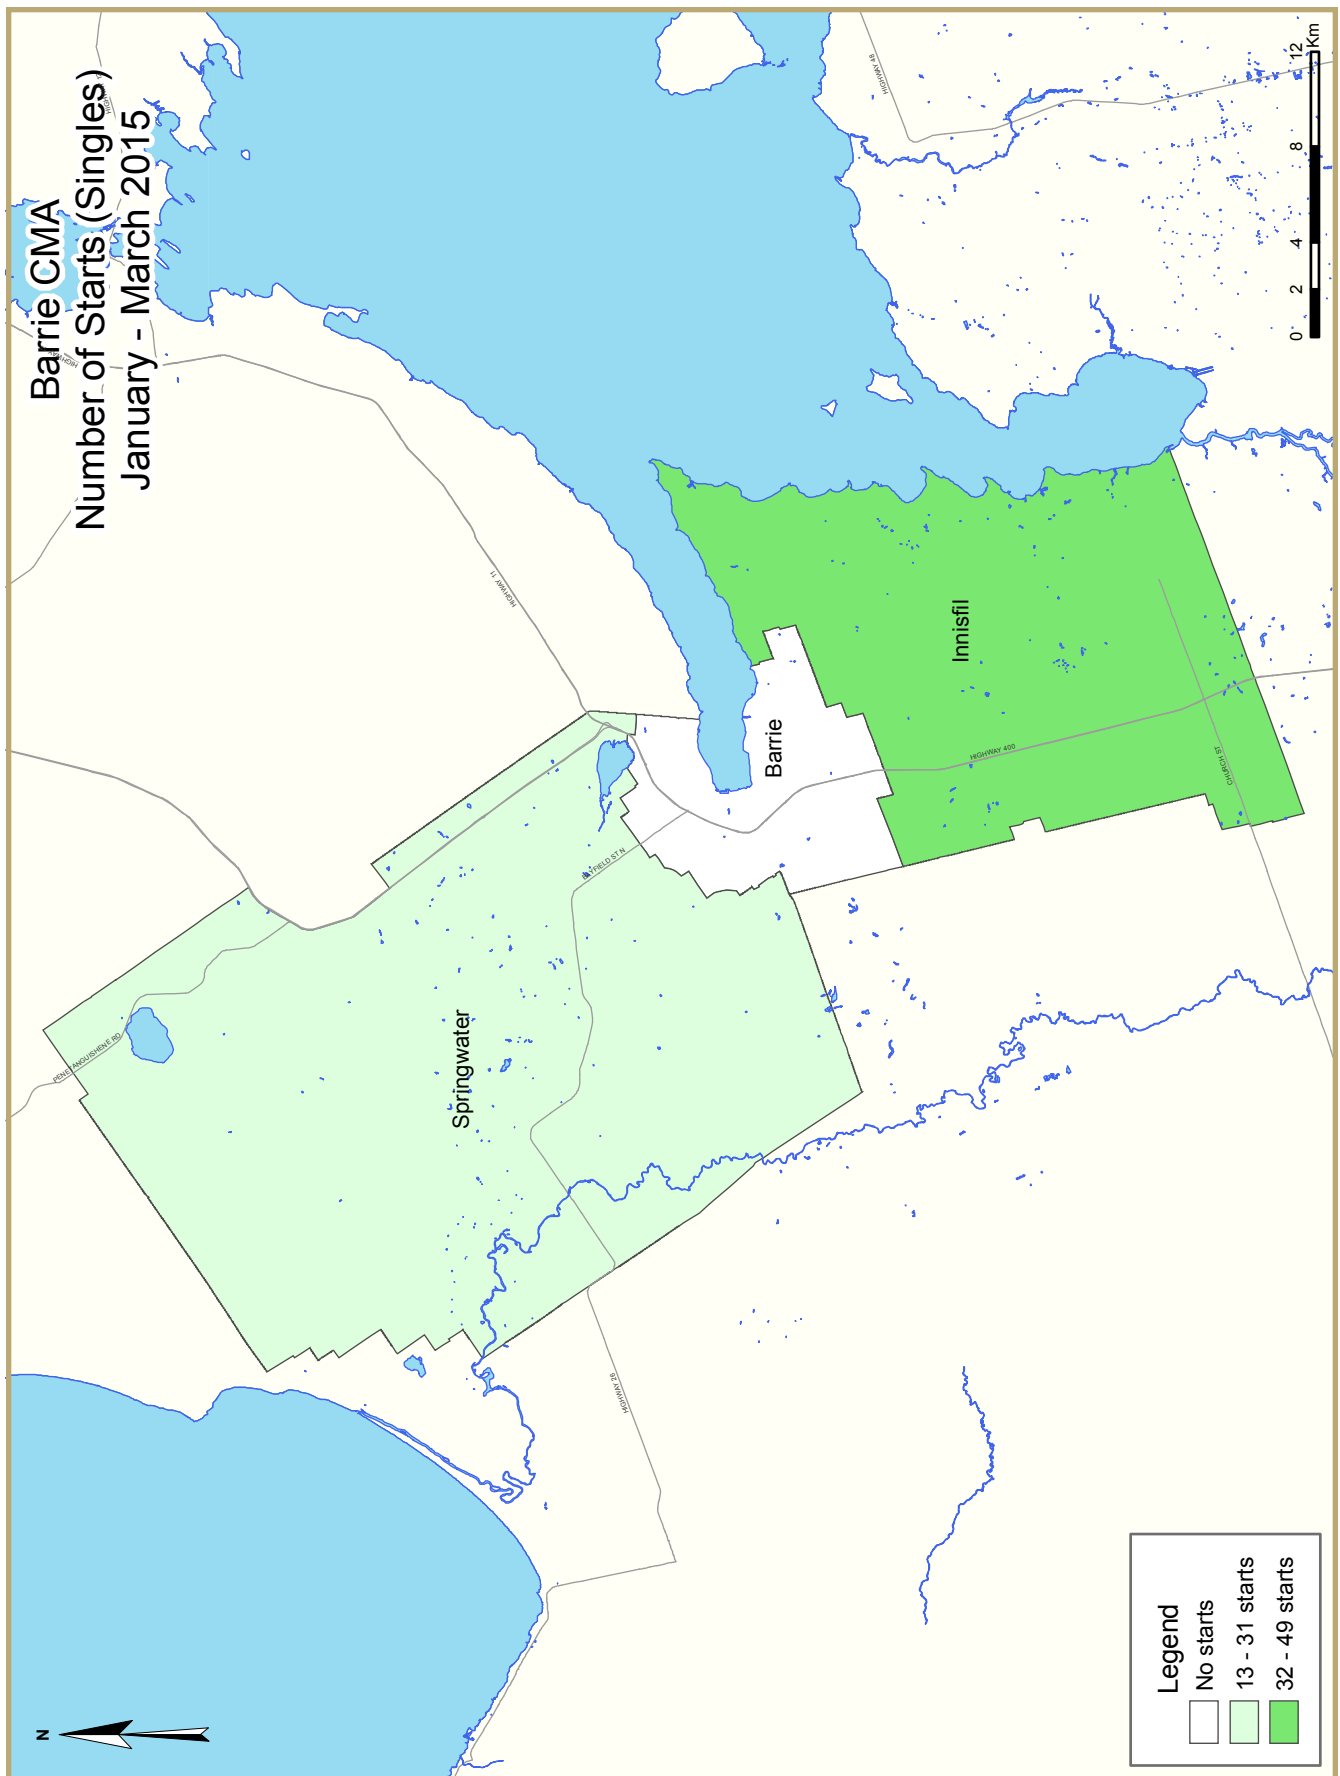 Barrie CMA
Number of Starts (Singles)
January - March 2015
N
PENETANGUISHENE RD
HIGHWAY 11
HIGHWAY 48
BAYFIELD ST N
Springwater
Barrie
Innisfil
HIGHWAY 400
CHURCH ST
HIGHWAY 26
Legend
No starts
13 - 31 starts
32 - 49 starts
0 2 4 8 12
Km